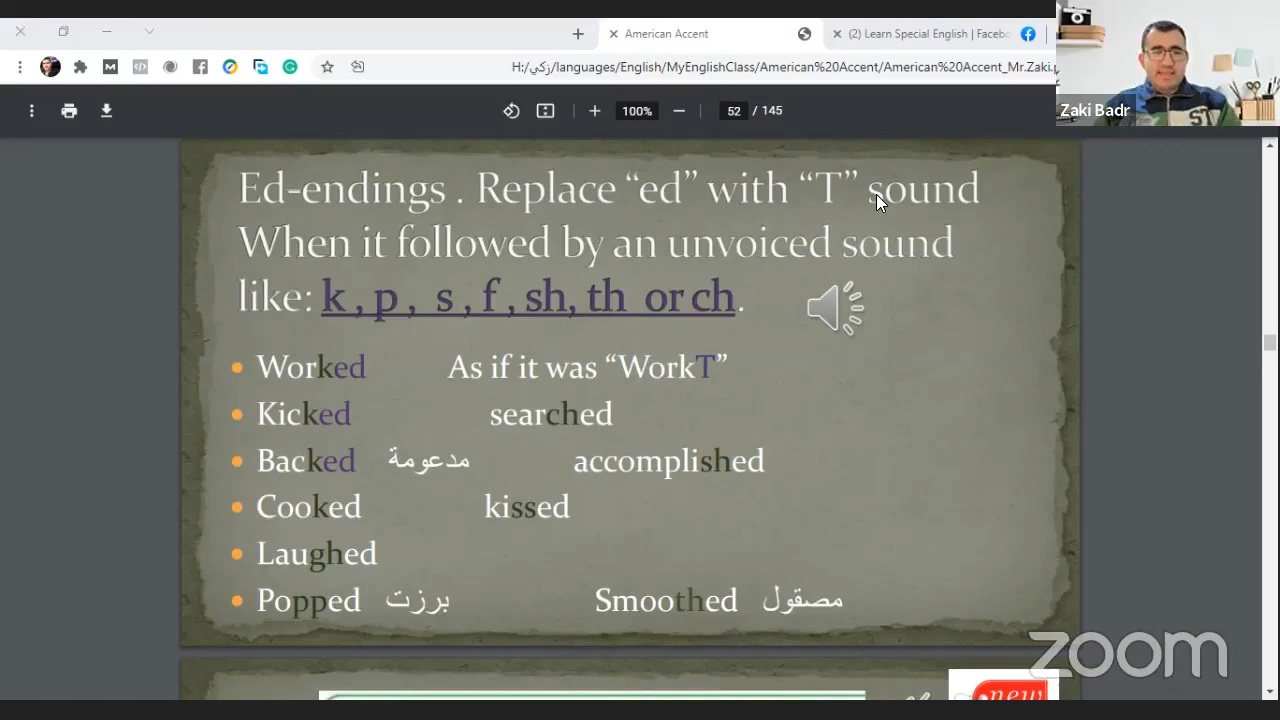 American Accent
(2) Learn Special English | Facebo
H:/زكي/languages/English/MyEnglishClass/American%20Accent/American%20Accent_Mr.Zaki.p
100%
52 / 145
Zaki Badr
Ed-endings . Replace “ed” with “T” sound
When it followed by an unvoiced sound
like: k , p , s , f , sh, th or ch.
Worked As if it was “WorkT”
Kicked searched
Backed مدعومة accomplished
Cooked kissed
Laughed
Popped برزت Smoothed مصقول
zoom
new